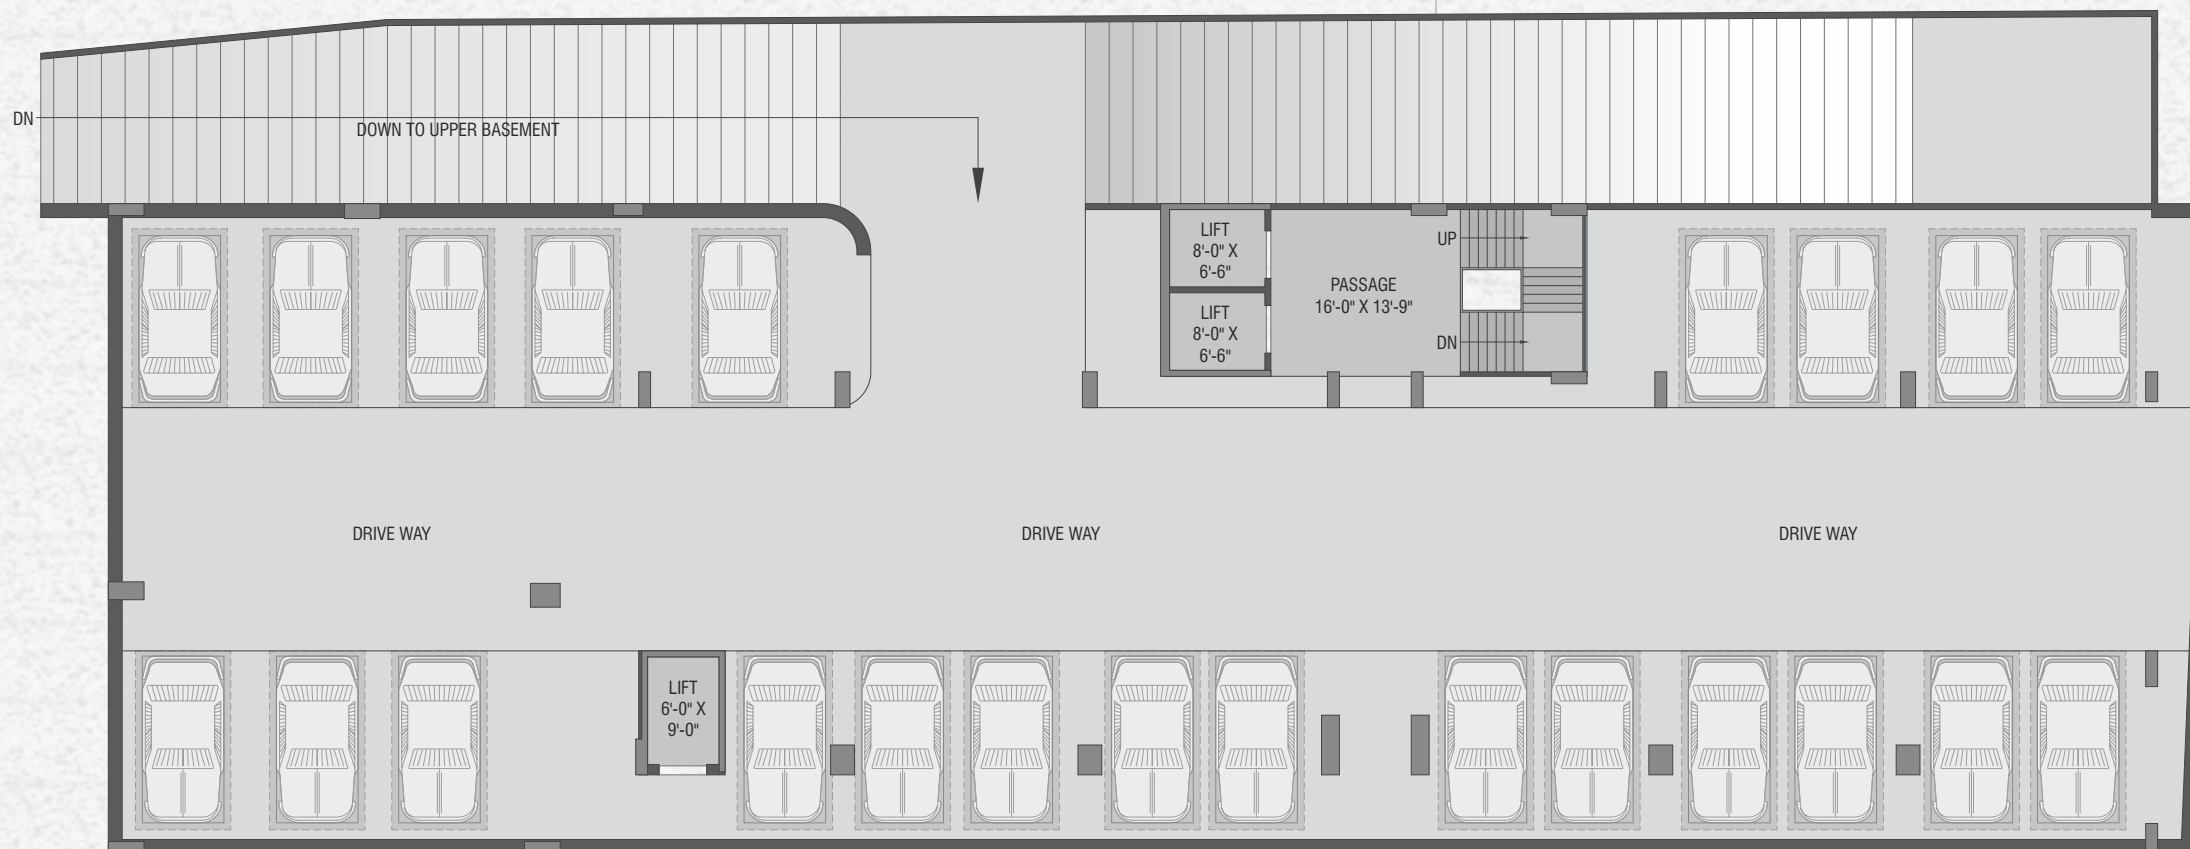 DN
DOWN TO UPPER BASEMENT
LIFT
8'-0" X
6'-6"
UP
PASSAGE
16'-0" X 13'-9"
LIFT
8'-0" X
6'-6"
DN
DRIVE WAY
DRIVE WAY
DRIVE WAY
LIFT
6'-0" X
9'-0"